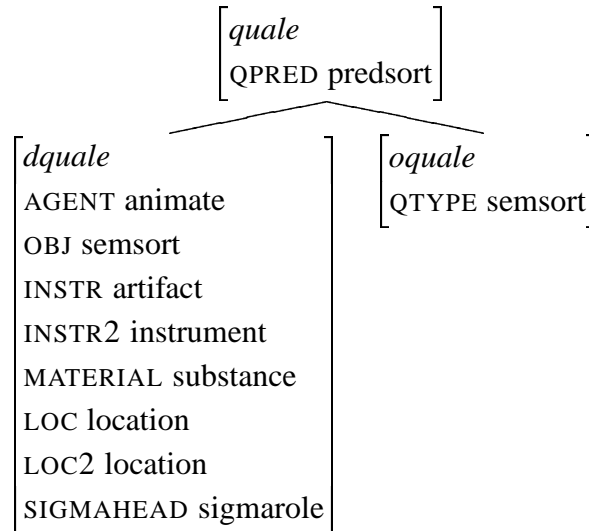 quale
QPRED predsort
dquale
AGENT animate
OBJ semsort
INSTR artifact
INSTR2 instrument
MATERIAL substance
LOC location
LOC2 location
SIGMAHEAD sigmarole
oquale
QTYPE semsort